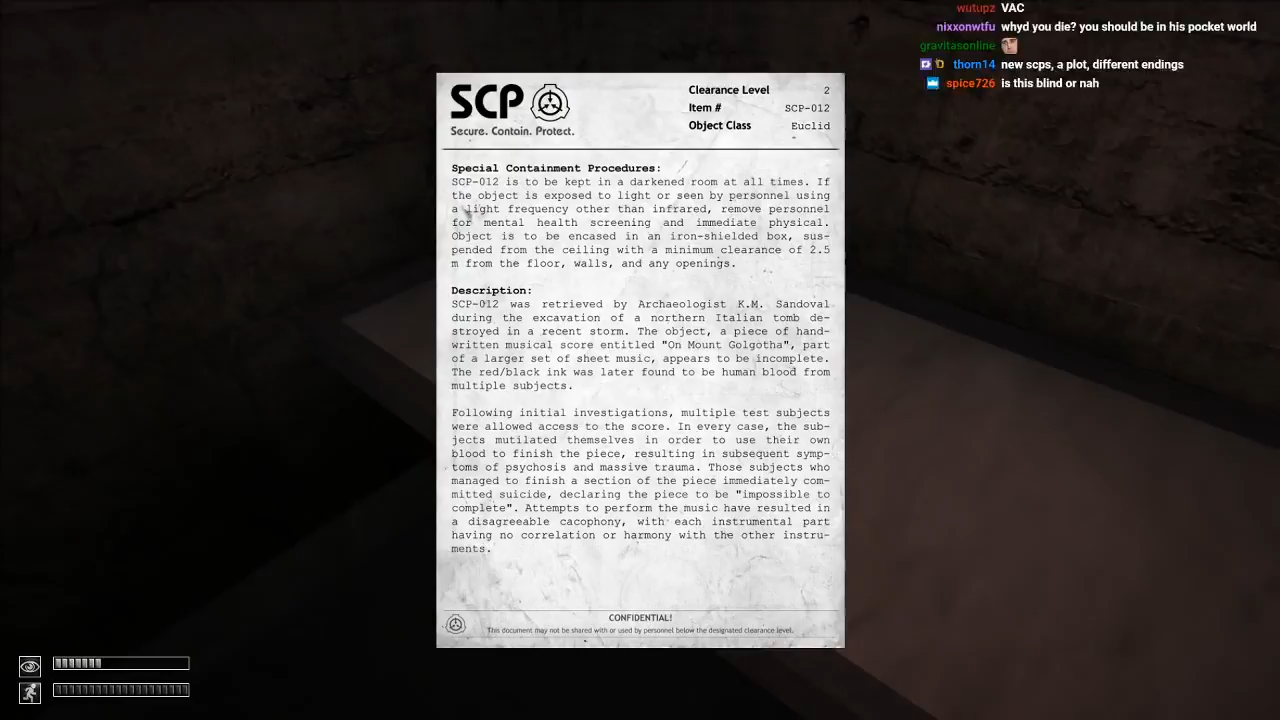 wutupz VAC
nixxonwtfu whyd you die? you should be in his pocket world
gravitasonline
thorn14 new scps, a plot, different endings
spice726 is this blind or nah
SCP
Secure. Contain. Protect.
Clearance Level 2
Item # SCP-012
Object Class Euclid
Special Containment Procedures:
SCP-012 is to be kept in a darkened room at all times. If
the object is exposed to light or seen by personnel using
a light frequency other than infrared, remove personnel
for mental health screening and immediate physical.
Object is to be encased in an iron-shielded box, sus-
pended from the ceiling with a minimum clearance of 2.5
m from the floor, walls, and any openings.
Description:
SCP-012 was retrieved by Archaeologist K.M. Sandoval
during the excavation of a northern Italian tomb de-
stroyed in a recent storm. The object, a piece of hand-
written musical score entitled "On Mount Golgotha", part
of a larger set of sheet music, appears to be incomplete.
The red/black ink was later found to be human blood from
multiple subjects.
Following initial investigations, multiple test subjects
were allowed access to the score. In every case, the sub-
jects mutilated themselves in order to use their own
blood to finish the piece, resulting in subsequent symp-
toms of psychosis and massive trauma. Those subjects who
managed to finish a section of the piece immediately com-
mitted suicide, declaring the piece to be "impossible to
complete". Attempts to perform the music have resulted in
a disagreeable cacophony, with each instrumental part
having no correlation or harmony with the other instru-
ments.
CONFIDENTIAL!
This document may not be shared with or used by personnel below the designated clearance level.